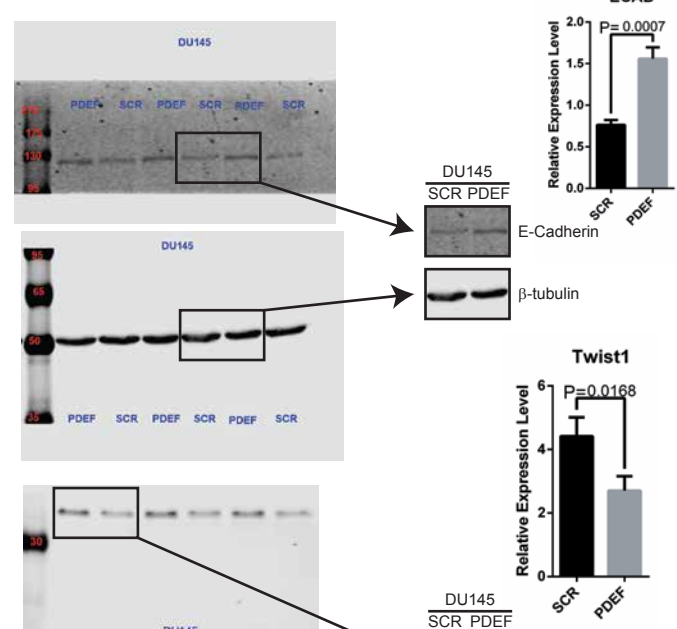 DU145
PDEF SCR PDEF SCR PDEF SCR
130
95
DU145
SCR PDEF
E-Cadherin
β-tubulin
2.0
1.5
1.0
0.5
0.0
Relative Expression Level
P= 0.0007
SCR PDEF
DU145
95
65
50
35
PDEF SCR PDEF SCR PDEF SCR
Twist1
6
4
2
0
Relative Expression Level
P=0.0168
SCR PDEF
30
DU145
SCR PDEF